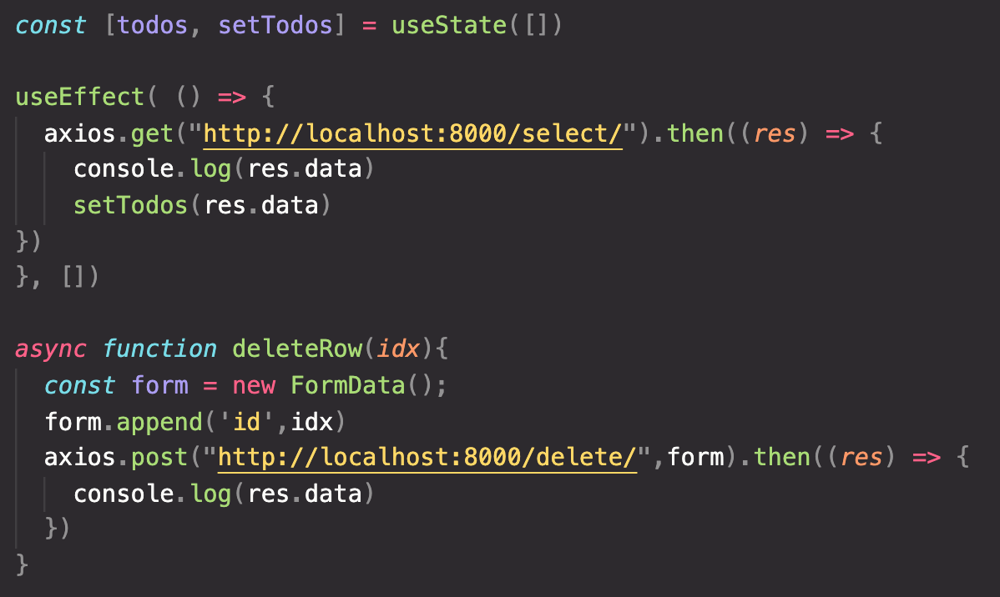 const [todos, setTodos] = useState([])
useEffect( () => {
axios.get("http://localhost:8000/select/").then((res) => {
console.log(res.data)
setTodos(res.data)
})
}, [])
async function deleteRow(idx){
const form = new FormData();
form.append('id',idx)
axios.post("http://localhost:8000/delete/",form).then((res) => {
console.log(res.data)
})
}